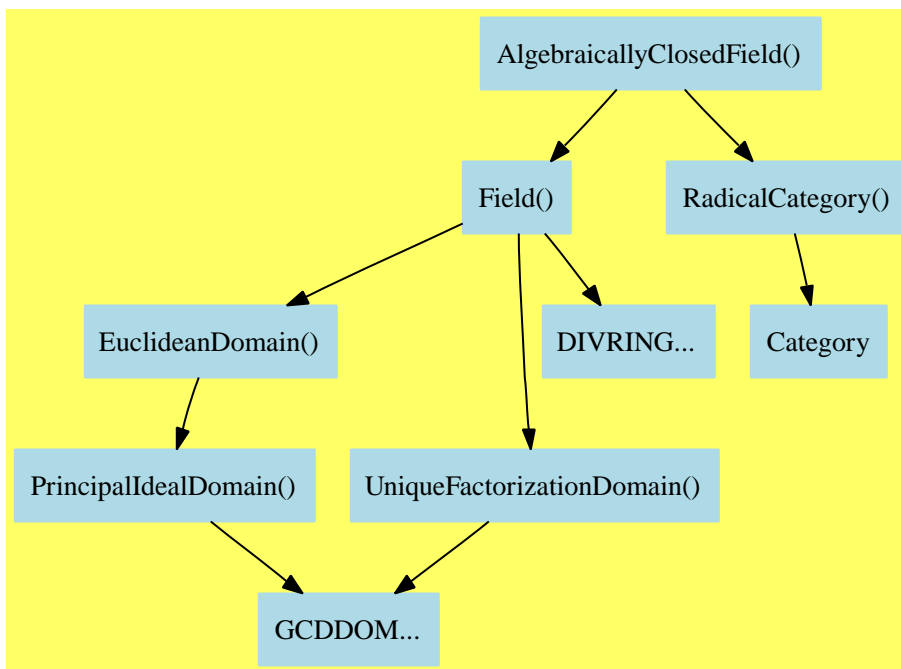 AlgebraicallyClosedField()
Field()
RadicalCategory()
EuclideanDomain()
DIVRING...
Category
PrincipalIdealDomain()
UniqueFactorizationDomain()
GCDDOM...